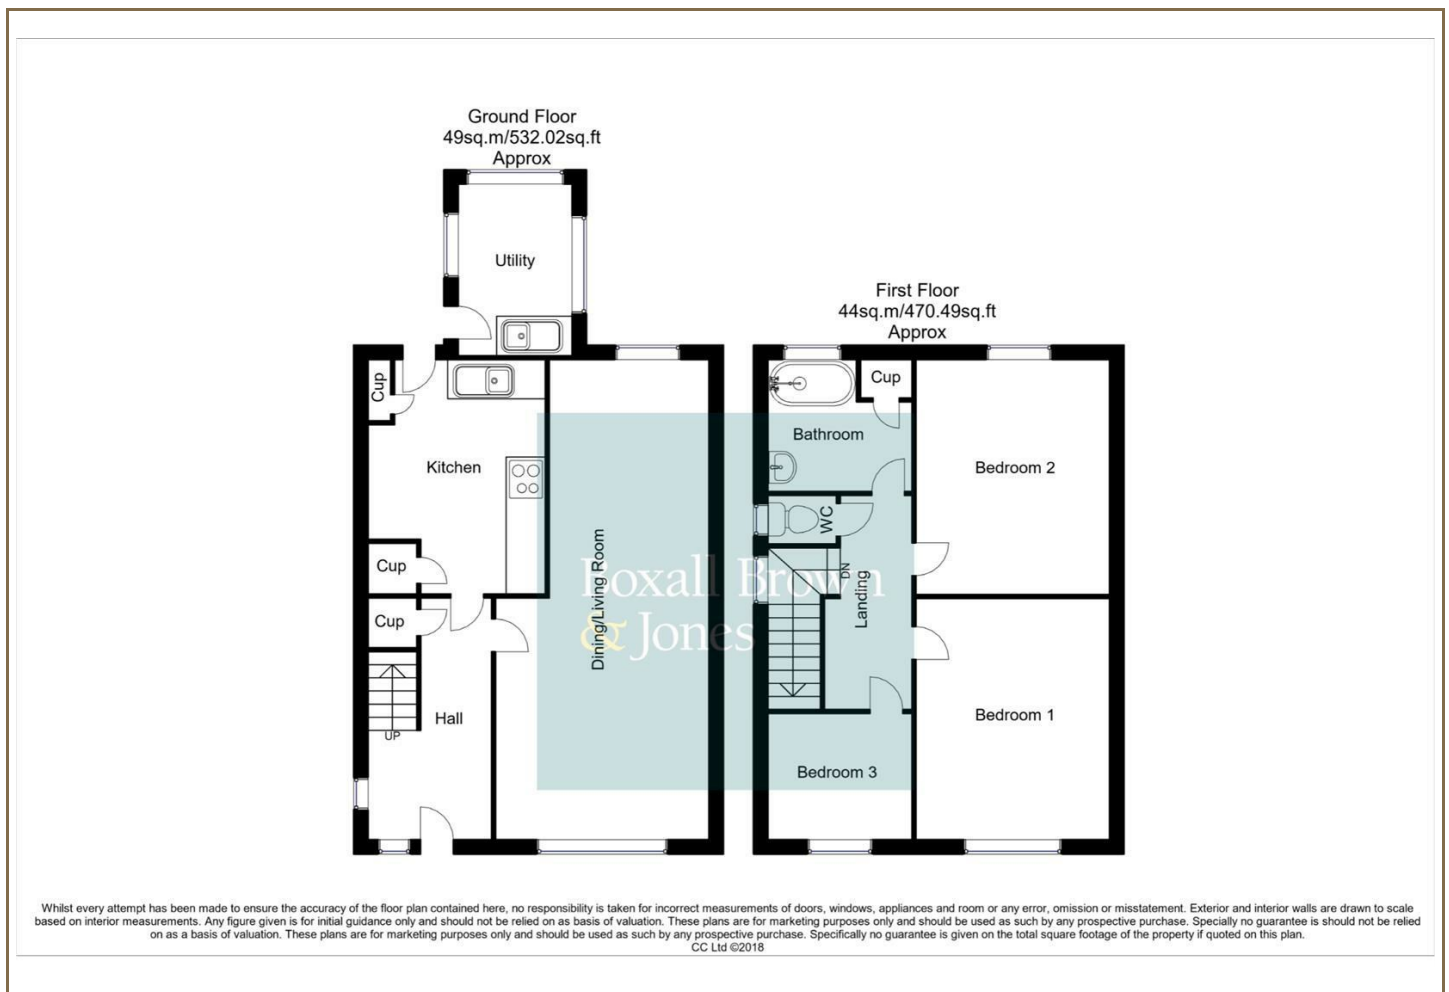 Ground Floor
49sq.m/532.02sq.ft
Approx
Utility
Cup
Kitchen
Cup
Cup
Hall
UP
Dining/Living Room
First Floor
44sq.m/470.49sq.ft
Approx
Cup
Bathroom
Bedroom 2
WC
DN
Landing
Bedroom 1
Bedroom 3
Boxall Brown
& Jones
Whilst every attempt has been made to ensure the accuracy of the floor plan contained here, no responsibility is taken for incorrect measurements of doors, windows, appliances and room or any error, omission or misstatement. Exterior and interior walls are drawn to scale
based on interior measurements. Any figure given is for initial guidance only and should not be relied on as basis of valuation. These plans are for marketing purposes only and should be used as such by any prospective purchase. Specially no guarantee is should not be relied
on as a basis of valuation. These plans are for marketing purposes only and should be used as such by any prospective purchase. Specifically no guarantee is given on the total square footage of the property if quoted on this plan.
CC Ltd ©2018